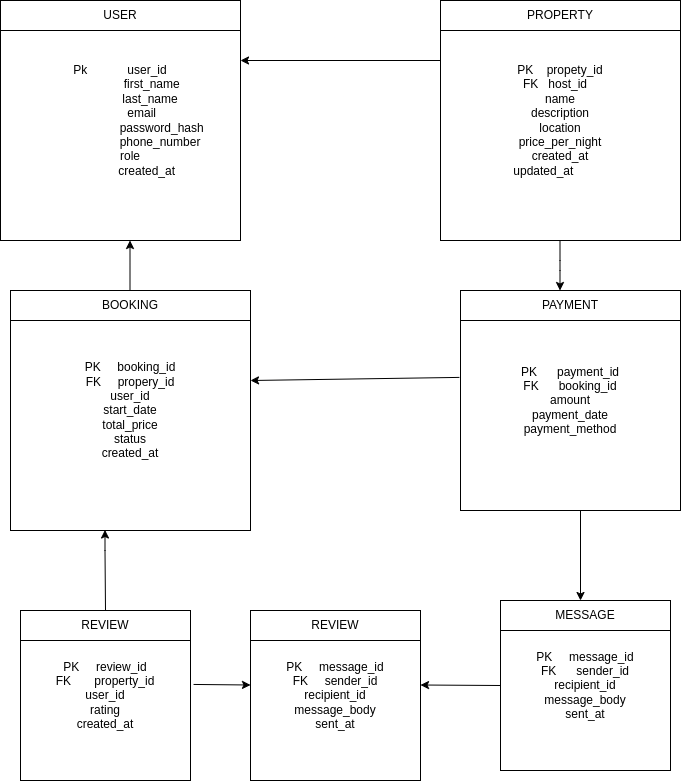 USER
Pk user_id
first_name
last_name
email
password_hash
phone_number
role
created_at
PROPERTY
PK propety_id
FK host_id
name
description
location
price_per_night
created_at
updated_at
BOOKING
PK booking_id
FK propery_id
user_id
start_date
total_price
status
created_at
PAYMENT
PK payment_id
FK booking_id
amount
payment_date
payment_method
REVIEW
PK review_id
FK property_id
user_id
rating
created_at
REVIEW
PK message_id
FK sender_id
recipient_id
message_body
sent_at
MESSAGE
PK message_id
FK sender_id
recipient_id
message_body
sent_at